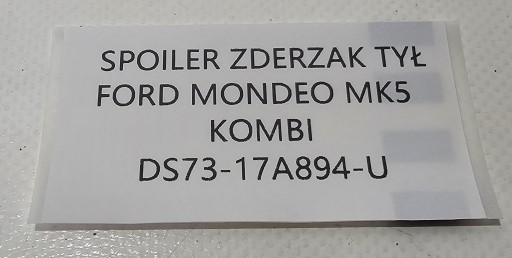 SPOILER ZDERZAK TYŁ
FORD MONDEO MK5
KOMBI
DS73-17A894-U